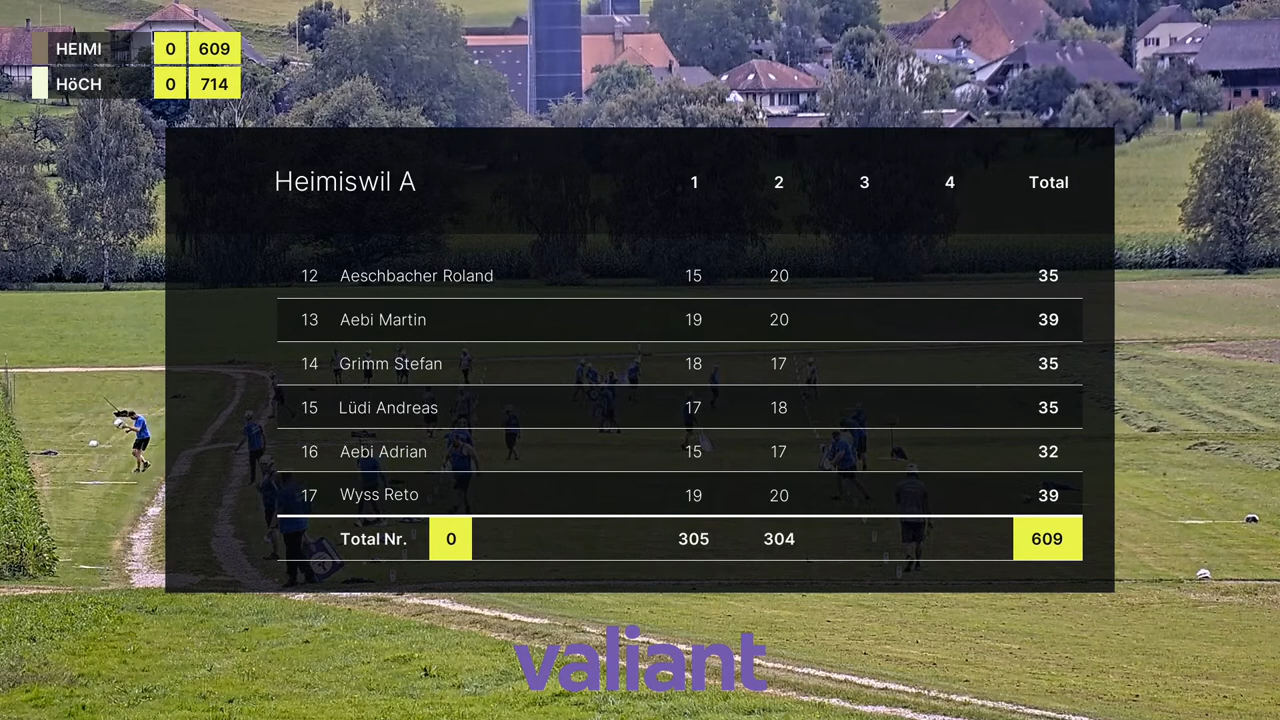 HEIMI 0 609
HöCH 0 714
Heimiswil A 1 2 3 4 Total
12 Aeschbacher Roland 15 20 35
13 Aebi Martin 19 20 39
14 Grimm Stefan 18 17 35
15 Lüdi Andreas 17 18 35
16 Aebi Adrian 15 17 32
17 Wyss Reto 19 20 39
Total Nr. 0 305 304 609
valiant